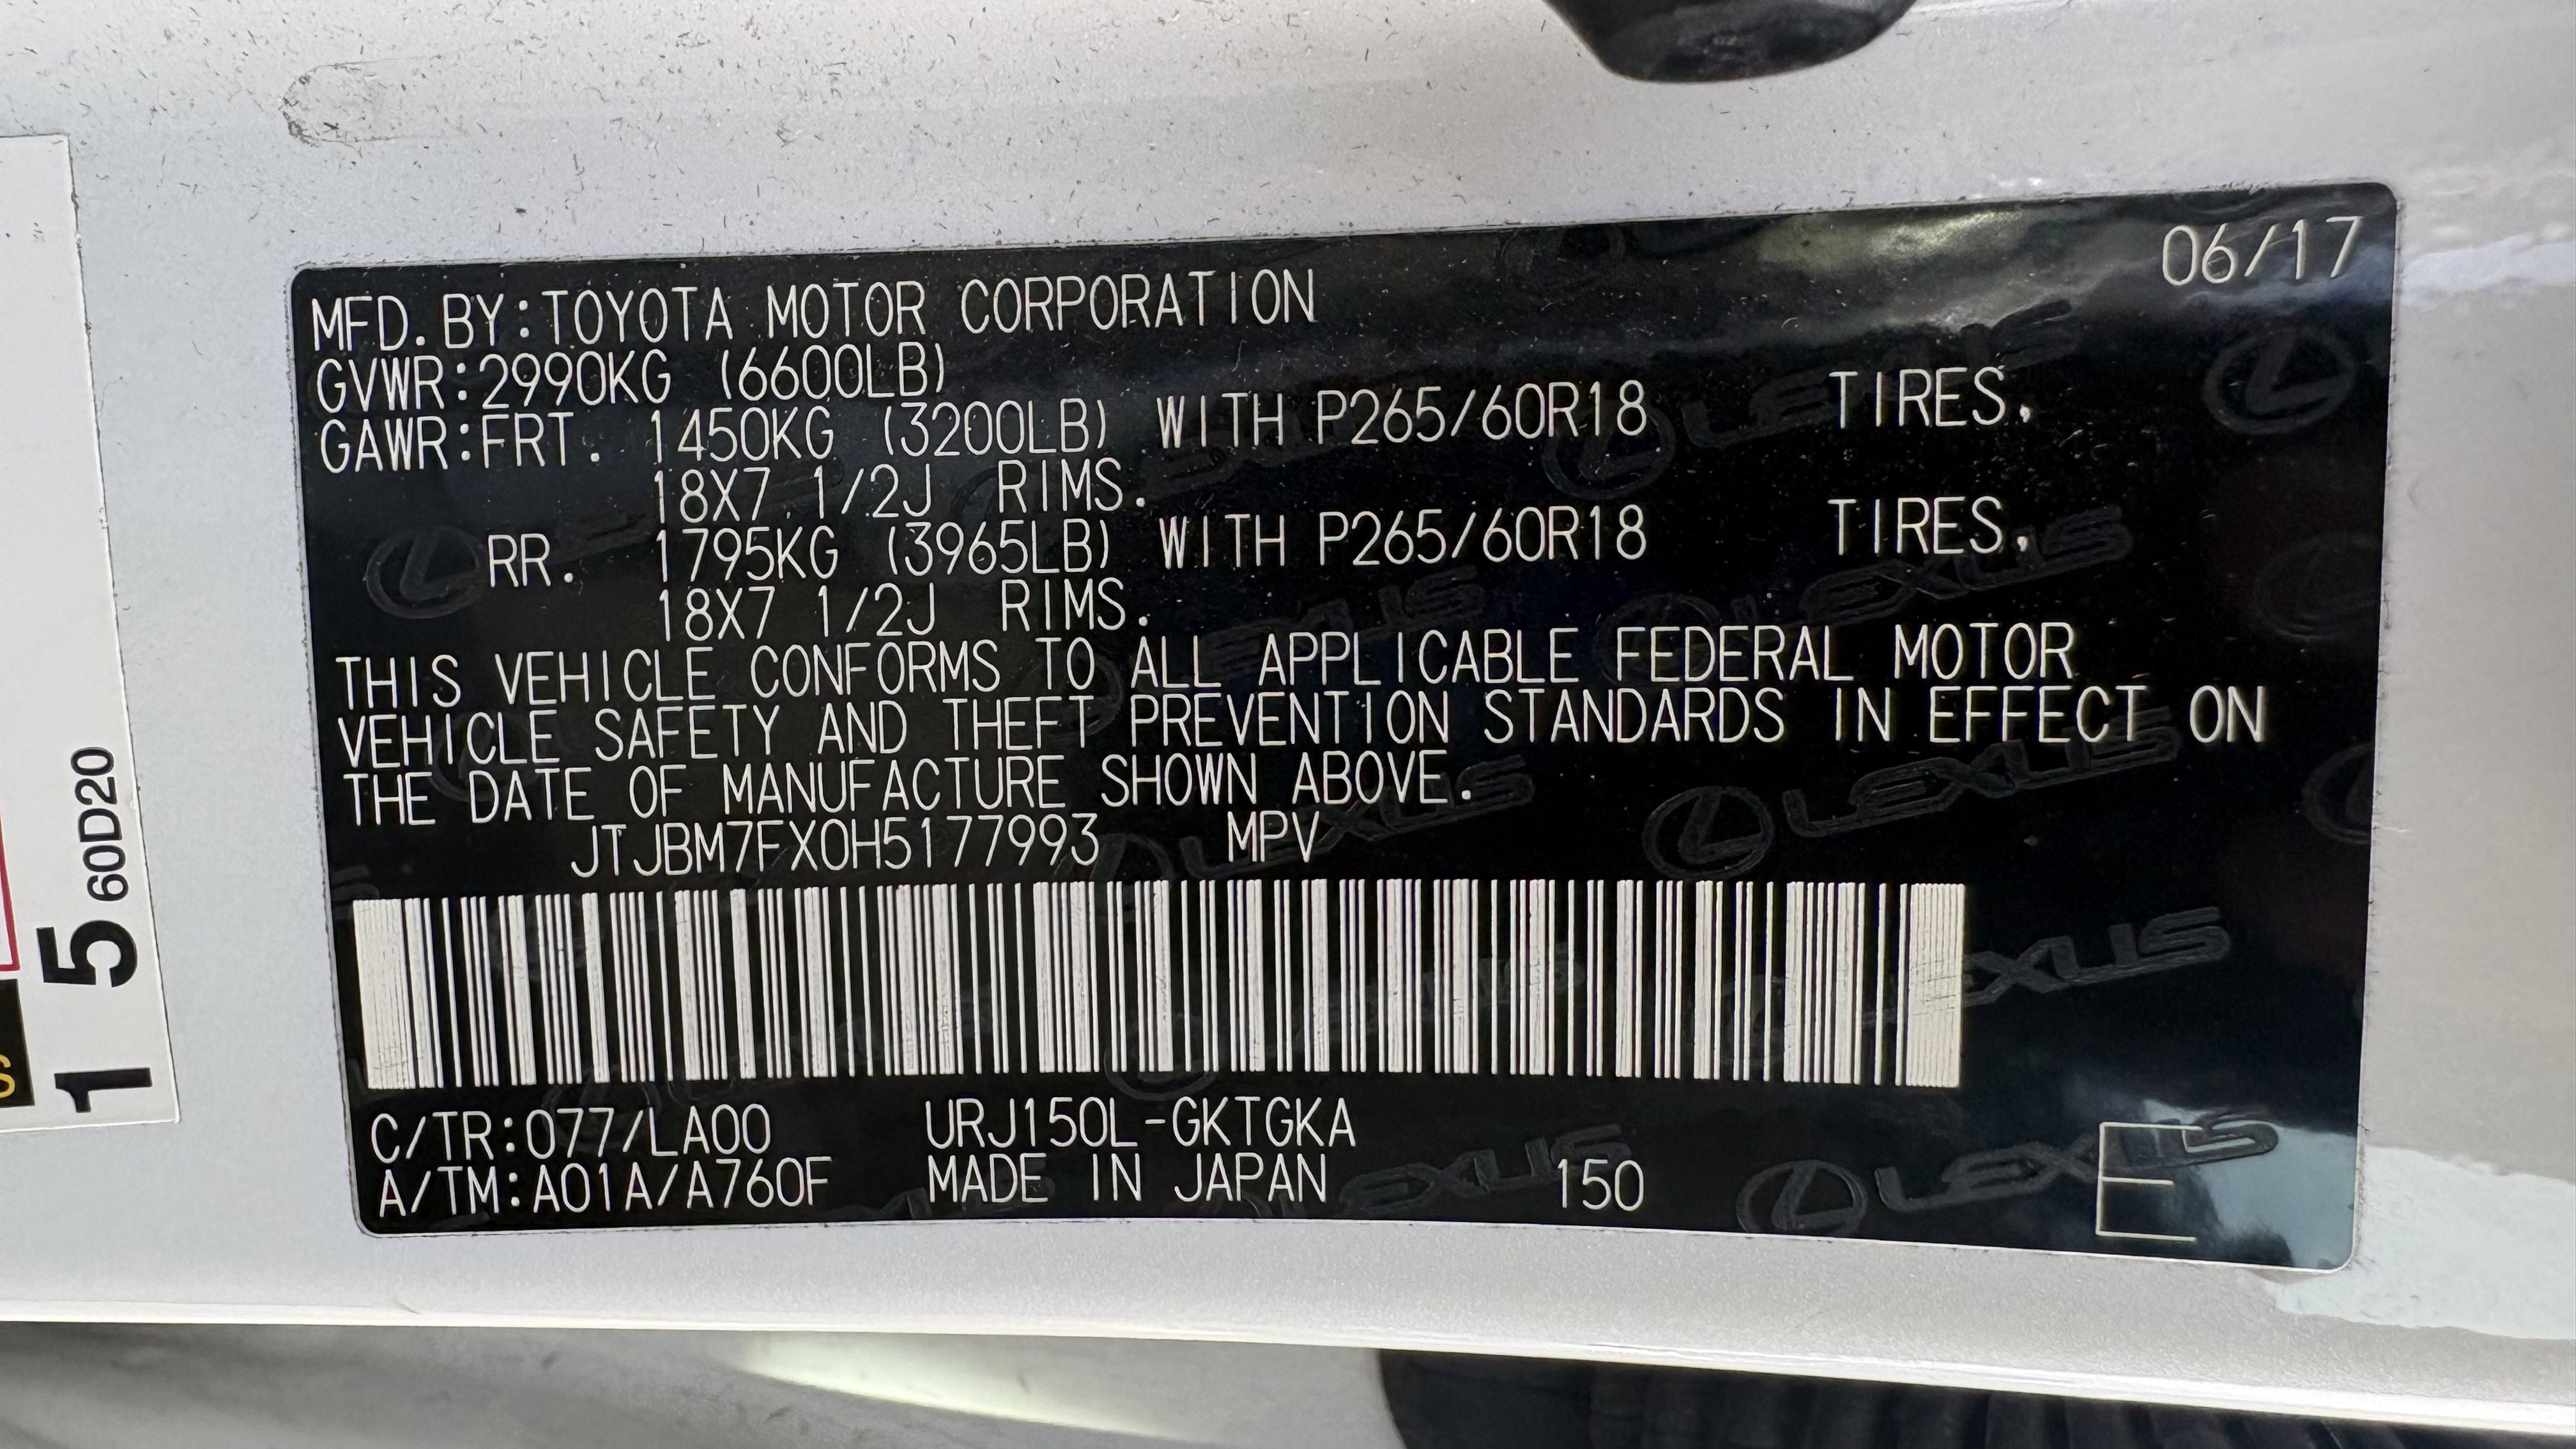 06/17
MFD. BY:TOYOTA MOTOR CORPORATION
GVWR:2990KG (6600LB)
GAWR:FRT. 1450KG (3200LB) WITH P265/60R18 TIRES.
18X7 1/2J RIMS.
RR. 1795KG (3965LB) WITH P265/60R18 TIRES.
18X7 1/2J RIMS.
THIS VEHICLE CONFORMS TO ALL APPLICABLE FEDERAL MOTOR
VEHICLE SAFETY AND THEFT PREVENTION STANDARDS IN EFFECT ON
THE DATE OF MANUFACTURE SHOWN ABOVE.
JTJBM7FX0H5177993 MPV
C/TR:077/LA00 URJ150L-GKTGKA
A/TM:A01A/A760F MADE IN JAPAN 150 E
LEXUS
1 5 60D20
S